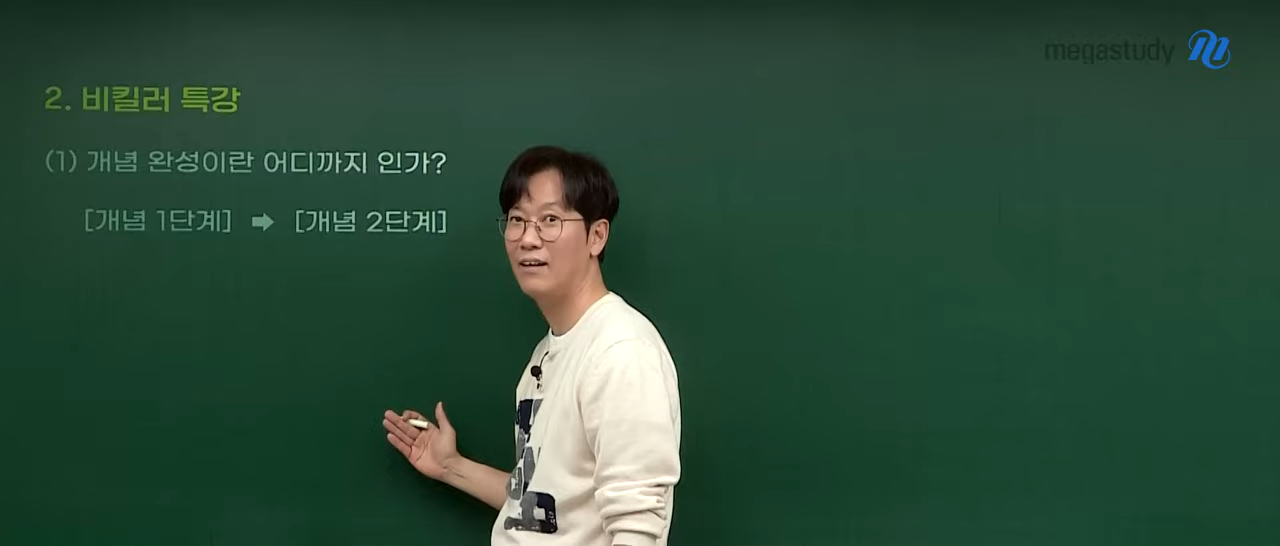 megastudy
2. 비킬러 특강
(1) 개념 완성이란 어디까지 인가?
[개념 1단계] ➡ [개념 2단계]